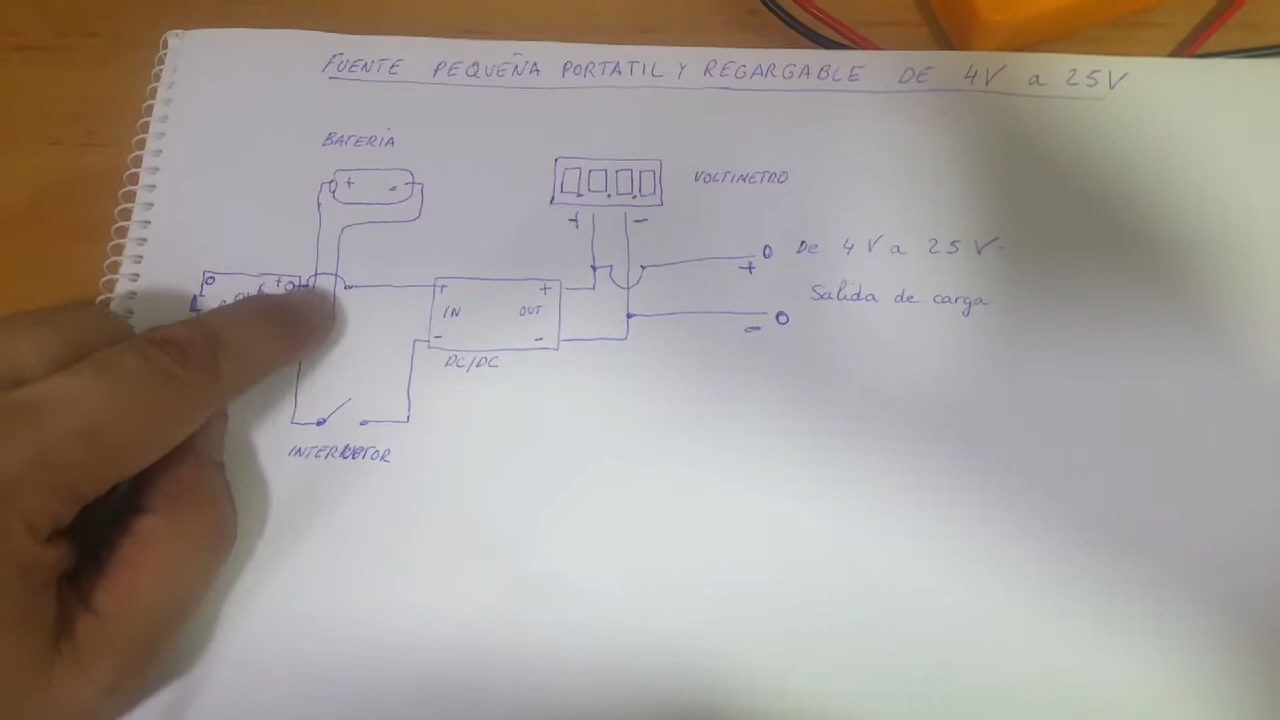 FUENTE PEQUEÑA PORTATIL Y REGARGABLE DE 4V a 25V
BATERIA
+ -
VOLTIMETRO
+ -
De 4 V a 25 V.
+
Salida de carga
-
+ +
IN OUT
- -
DC/DC
INTERRUPTOR